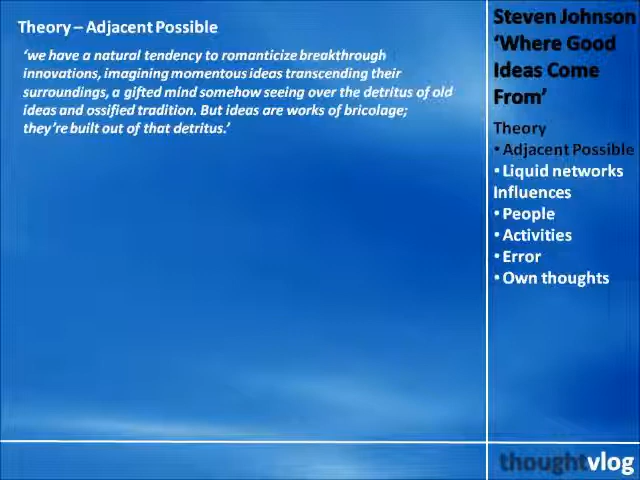 Theory – Adjacent Possible
‘we have a natural tendency to romanticize breakthrough
innovations, imagining momentous ideas transcending their
surroundings, a gifted mind somehow seeing over the detritus of old
ideas and ossified tradition. But ideas are works of bricolage;
they’re built out of that detritus.’
Steven Johnson
‘Where Good
Ideas Come
From’
Theory
• Adjacent Possible
• Liquid networks
Influences
• People
• Activities
• Error
• Own thoughts
thoughtvlog